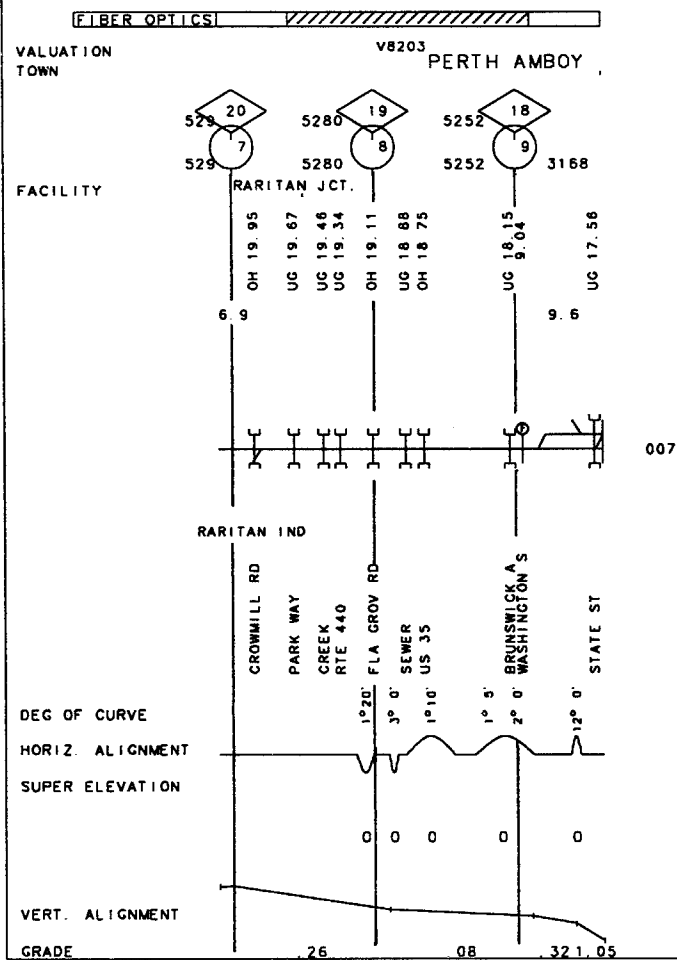 FIBER OPTICS
VALUATION V8203
TOWN PERTH AMBOY
20 19 18
529 5280 5252
7 8 9
529 5280 5252 3168
FACILITY RARITAN JCT.
OH 19.95
UG 19.67
UG 19.46
UG 19.34
OH 19.11
UG 18.88
OH 18.75
UG 18.15
9.04
UG 17.56
6.9 9.6
P
007
RARITAN IND
CROWMILL RD
PARK WAY
CREEK
RTE 440
FLA GROV RD
SEWER
US 35
BRUNSWICK A
WASHINGTON S
STATE ST
DEG OF CURVE 1°20' 3° 0' 1°10' 1° 5' 2° 0' 12° 0'
HORIZ. ALIGNMENT
SUPER ELEVATION
0 0 0 0 0
VERT. ALIGNMENT
GRADE .26 .08 .32 1.05